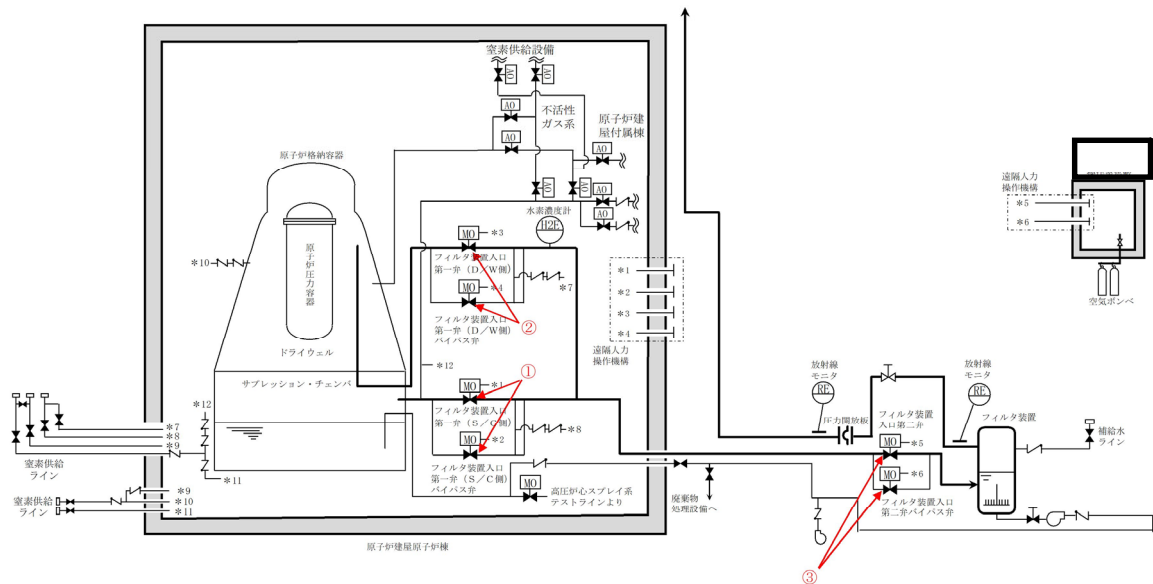 窒素供給設備
AO
AO
AO
不活性
ガス系
AO
原子炉建
屋付属棟
AO
AO
AO
AO
AO
水素濃度計
H2E
原子炉格納容器
原子炉圧力容器
ドライウェル
サプレッション・チェンバ
*10
MO
*3
フィルタ装置入口
第一弁(D/W側)
MO
*4
*7
フィルタ装置入口
第一弁(D/W側)
バイパス弁
②
*12
①
MO
*1
フィルタ装置入口
第一弁(S/C側)
MO
*2
*8
フィルタ装置入口
第一弁(S/C側)
バイパス弁
MO
高圧炉心スプレイ系
テストラインより
*1
*2
*3
*4
遠隔人力
操作機構
遠隔人力
操作機構
*5
*6
空気ボンベ
放射線
モニタ
RE
圧力開放板
放射線
モニタ
RE
フィルタ装置
入口第二弁
MO
*5
MO
*6
フィルタ装置入口
第二弁バイパス弁
③
フィルタ装置
補給水
ライン
廃棄物
処理設備へ
*12
*11
*7
*8
*9
窒素供給
ライン
*9
*10
*11
窒素供給
ライン
原子炉建屋原子炉棟